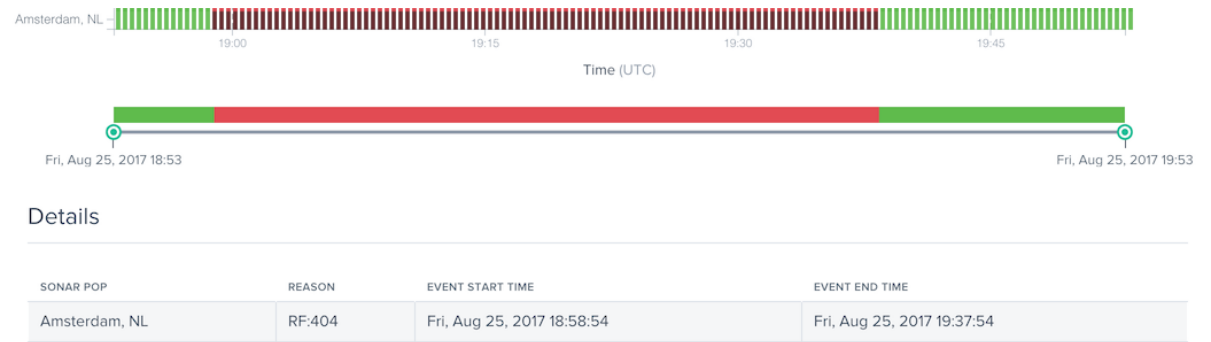 Amsterdam, NL
19:00 19:15 19:30 19:45
Time (UTC)
Fri, Aug 25, 2017 18:53 Fri, Aug 25, 2017 19:53
Details
SONAR POP REASON EVENT START TIME EVENT END TIME
Amsterdam, NL RF:404 Fri, Aug 25, 2017 18:58:54 Fri, Aug 25, 2017 19:37:54